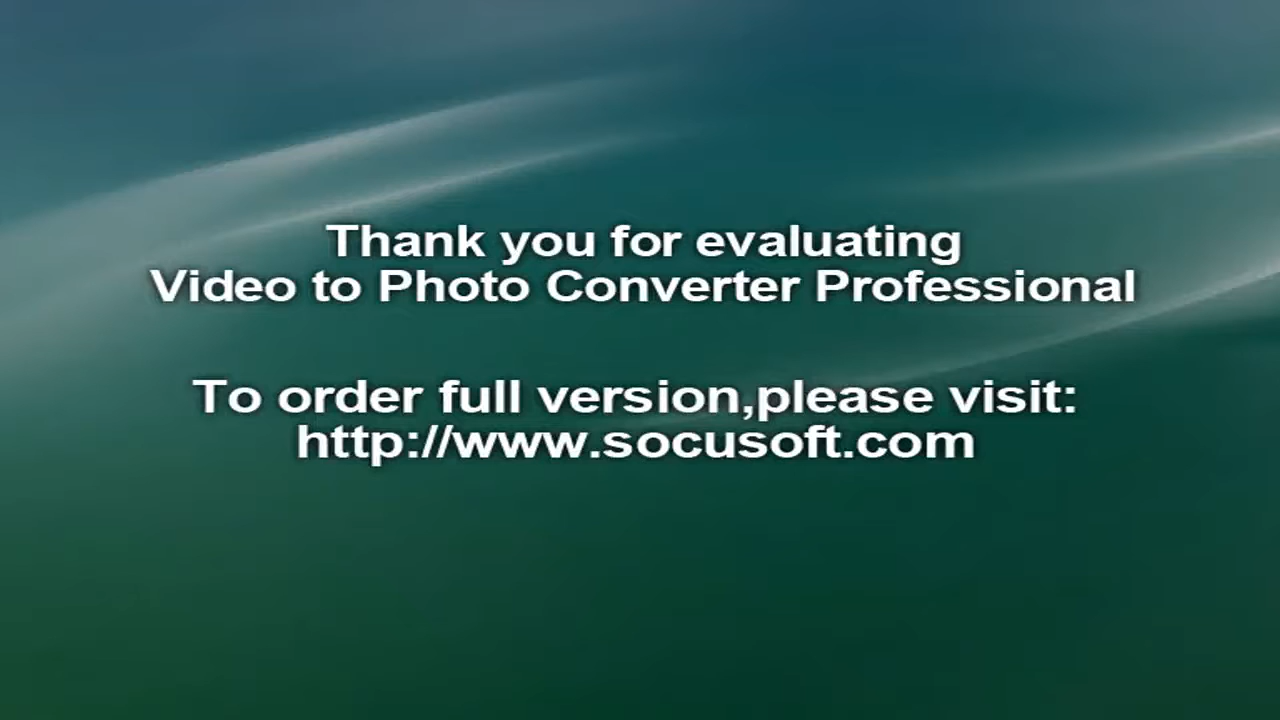 Thank you for evaluating
Video to Photo Converter Professional
To order full version,please visit:
http://www.socusoft.com